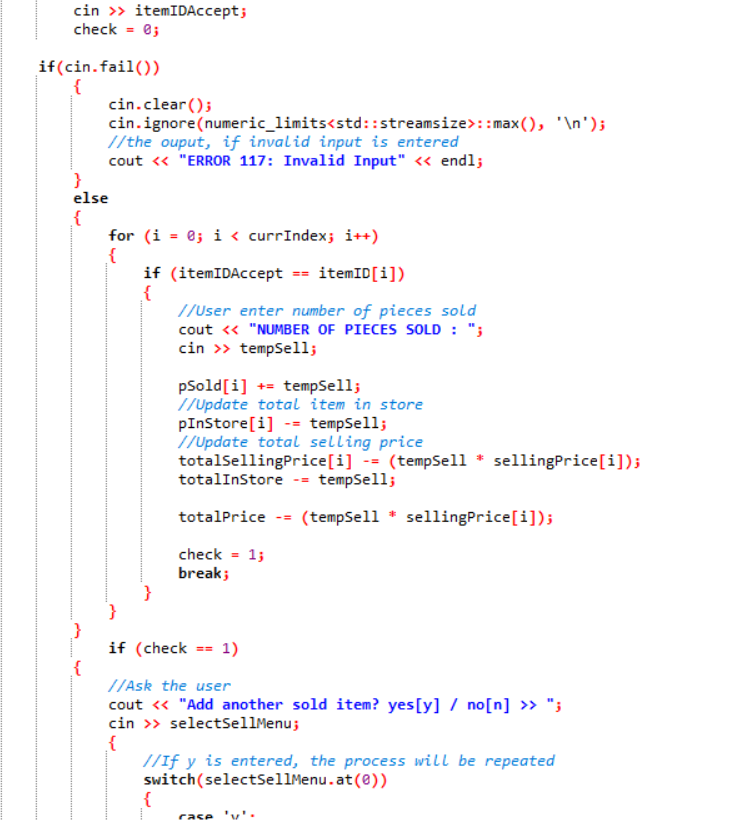 cin >> itemIDAccept;
check = 0;
if(cin.fail())
{
cin.clear();
cin.ignore(numeric_limits<std::streamsize>::max(), '\n');
//the ouput, if invalid input is entered
cout << "ERROR 117: Invalid Input" << endl;
}
else
{
for (i = 0; i < currIndex; i++)
{
if (itemIDAccept == itemID[i])
{
//User enter number of pieces sold
cout << "NUMBER OF PIECES SOLD : ";
cin >> tempSell;
pSold[i] += tempSell;
//Update total item in store
pInStore[i] -= tempSell;
//Update total selling price
totalSellingPrice[i] -= (tempSell * sellingPrice[i]);
totalInStore -= tempSell;
totalPrice -= (tempSell * sellingPrice[i]);
check = 1;
break;
}
}
}
if (check == 1)
{
//Ask the user
cout << "Add another sold item? yes[y] / no[n] >> ";
cin >> selectSellMenu;
{
//If y is entered, the process will be repeated
switch(selectSellMenu.at(0))
{
case 'y':